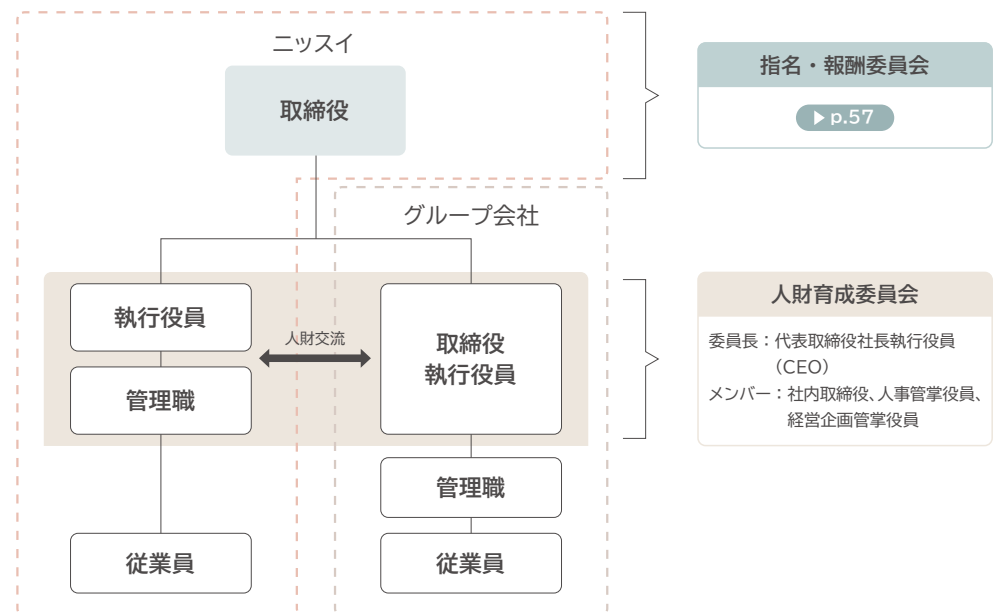 ニッスイ
取締役
指名・報酬委員会
▶ p.57
グループ会社
執行役員
管理職
人財交流
取締役
執行役員
人財育成委員会
委員長：代表取締役社長執行役員
（CEO）
メンバー：社内取締役、人事管掌役員、
経営企画管掌役員
管理職
従業員
従業員